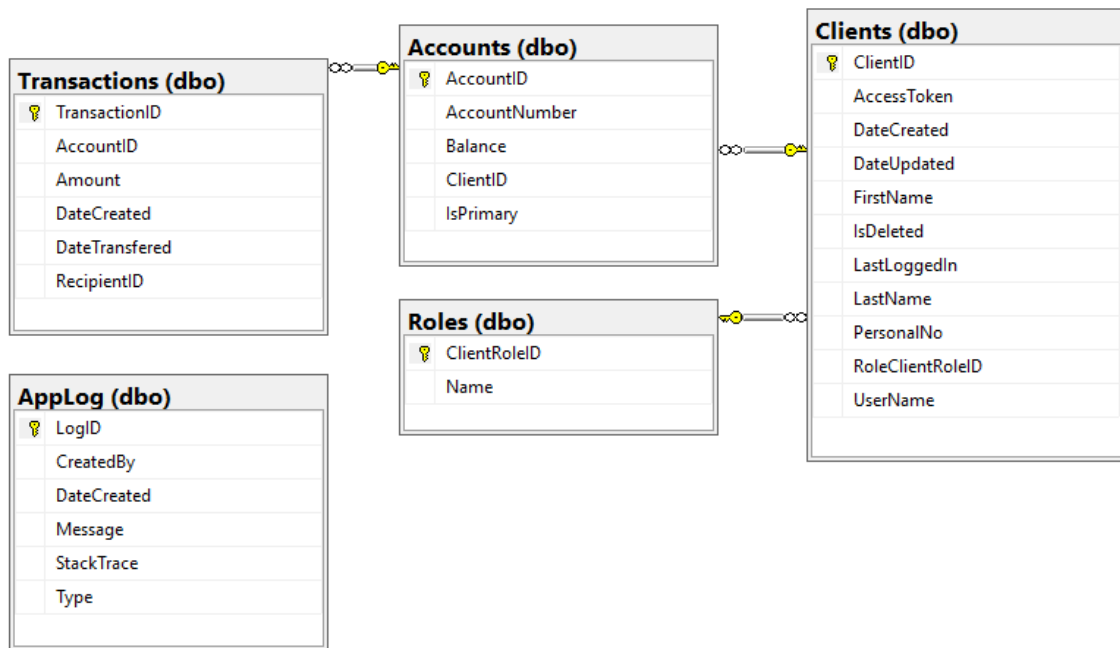 Transactions (dbo)
TransactionID
AccountID
Amount
DateCreated
DateTransfered
RecipientID
Accounts (dbo)
AccountID
AccountNumber
Balance
ClientID
IsPrimary
Clients (dbo)
ClientID
AccessToken
DateCreated
DateUpdated
FirstName
IsDeleted
LastLoggedIn
LastName
PersonalNo
RoleClientRoleID
UserName
Roles (dbo)
ClientRoleID
Name
AppLog (dbo)
LogID
CreatedBy
DateCreated
Message
StackTrace
Type